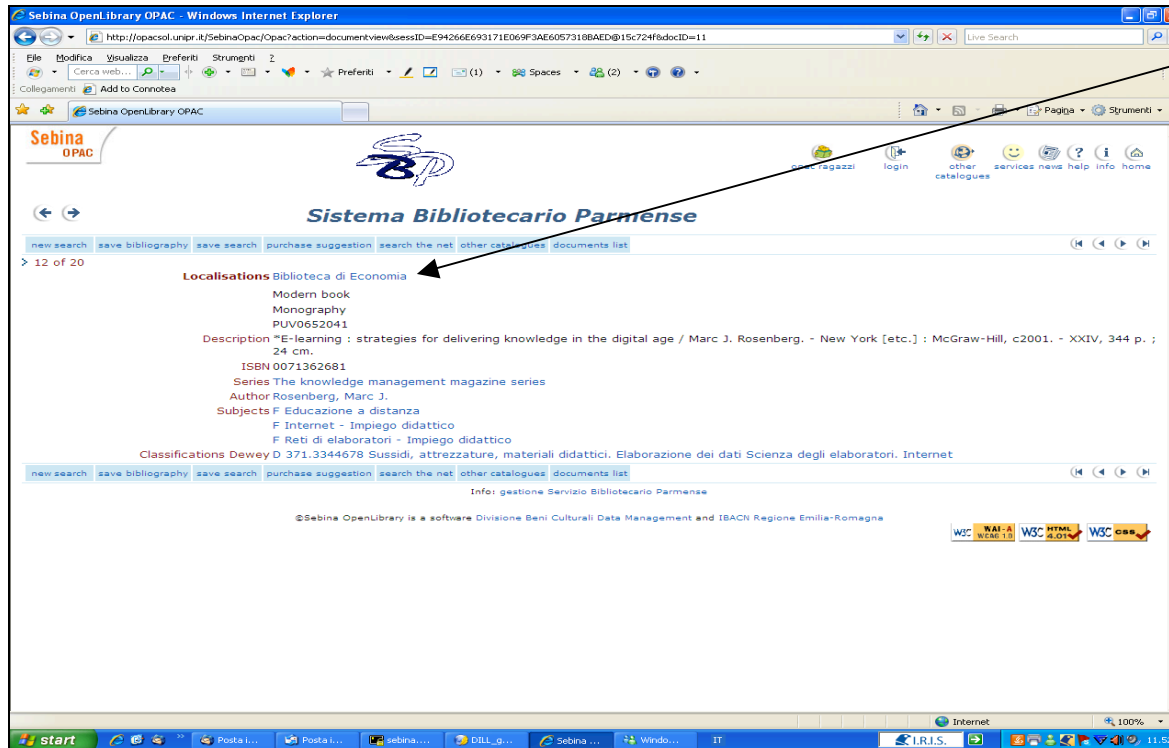 Sebina OpenLibrary OPAC - Windows Internet Explorer
http://opacsol.unipr.it/SebinaOpac/Opac?action=documentview&sessID=E94266E693171E069F3AE6057318BAED@15c724f8&docID=11
Live Search
File Modifica Visualizza Preferiti Strumenti ?
Cerca web... Preferiti (1) Spaces (2)
Collegamenti Add to Connotea
Sebina OpenLibrary OPAC Pagina Strumenti
Sebina
OPAC
SBP
opac ragazzi login other catalogues services news help info home
Sistema Bibliotecario Parmense
new search save bibliography save search purchase suggestion search the net other catalogues documents list
> 12 of 20
Localisations Biblioteca di Economia
Modern book
Monography
PUV0652041
Description *E-learning : strategies for delivering knowledge in the digital age / Marc J. Rosenberg. - New York [etc.] : McGraw-Hill, c2001. - XXIV, 344 p. ;
24 cm.
ISBN 0071362681
Series The knowledge management magazine series
Author Rosenberg, Marc J.
Subjects F Educazione a distanza
F Internet - Impiego didattico
F Reti di elaboratori - Impiego didattico
Classifications Dewey D 371.3344678 Sussidi, attrezzature, materiali didattici. Elaborazione dei dati Scienza degli elaboratori. Internet
new search save bibliography save search purchase suggestion search the net other catalogues documents list
Info: gestione Servizio Bibliotecario Parmense
©Sebina OpenLibrary is a software Divisione Beni Culturali Data Management and IBACN Regione Emilia-Romagna
W3C WAI-A WCAG 1.0 W3C HTML 4.01 W3C css
Internet 100%
start Posta i... Posta i... sebina.... DILL_g... Sebina ... Windo... IT I.R.I.S.